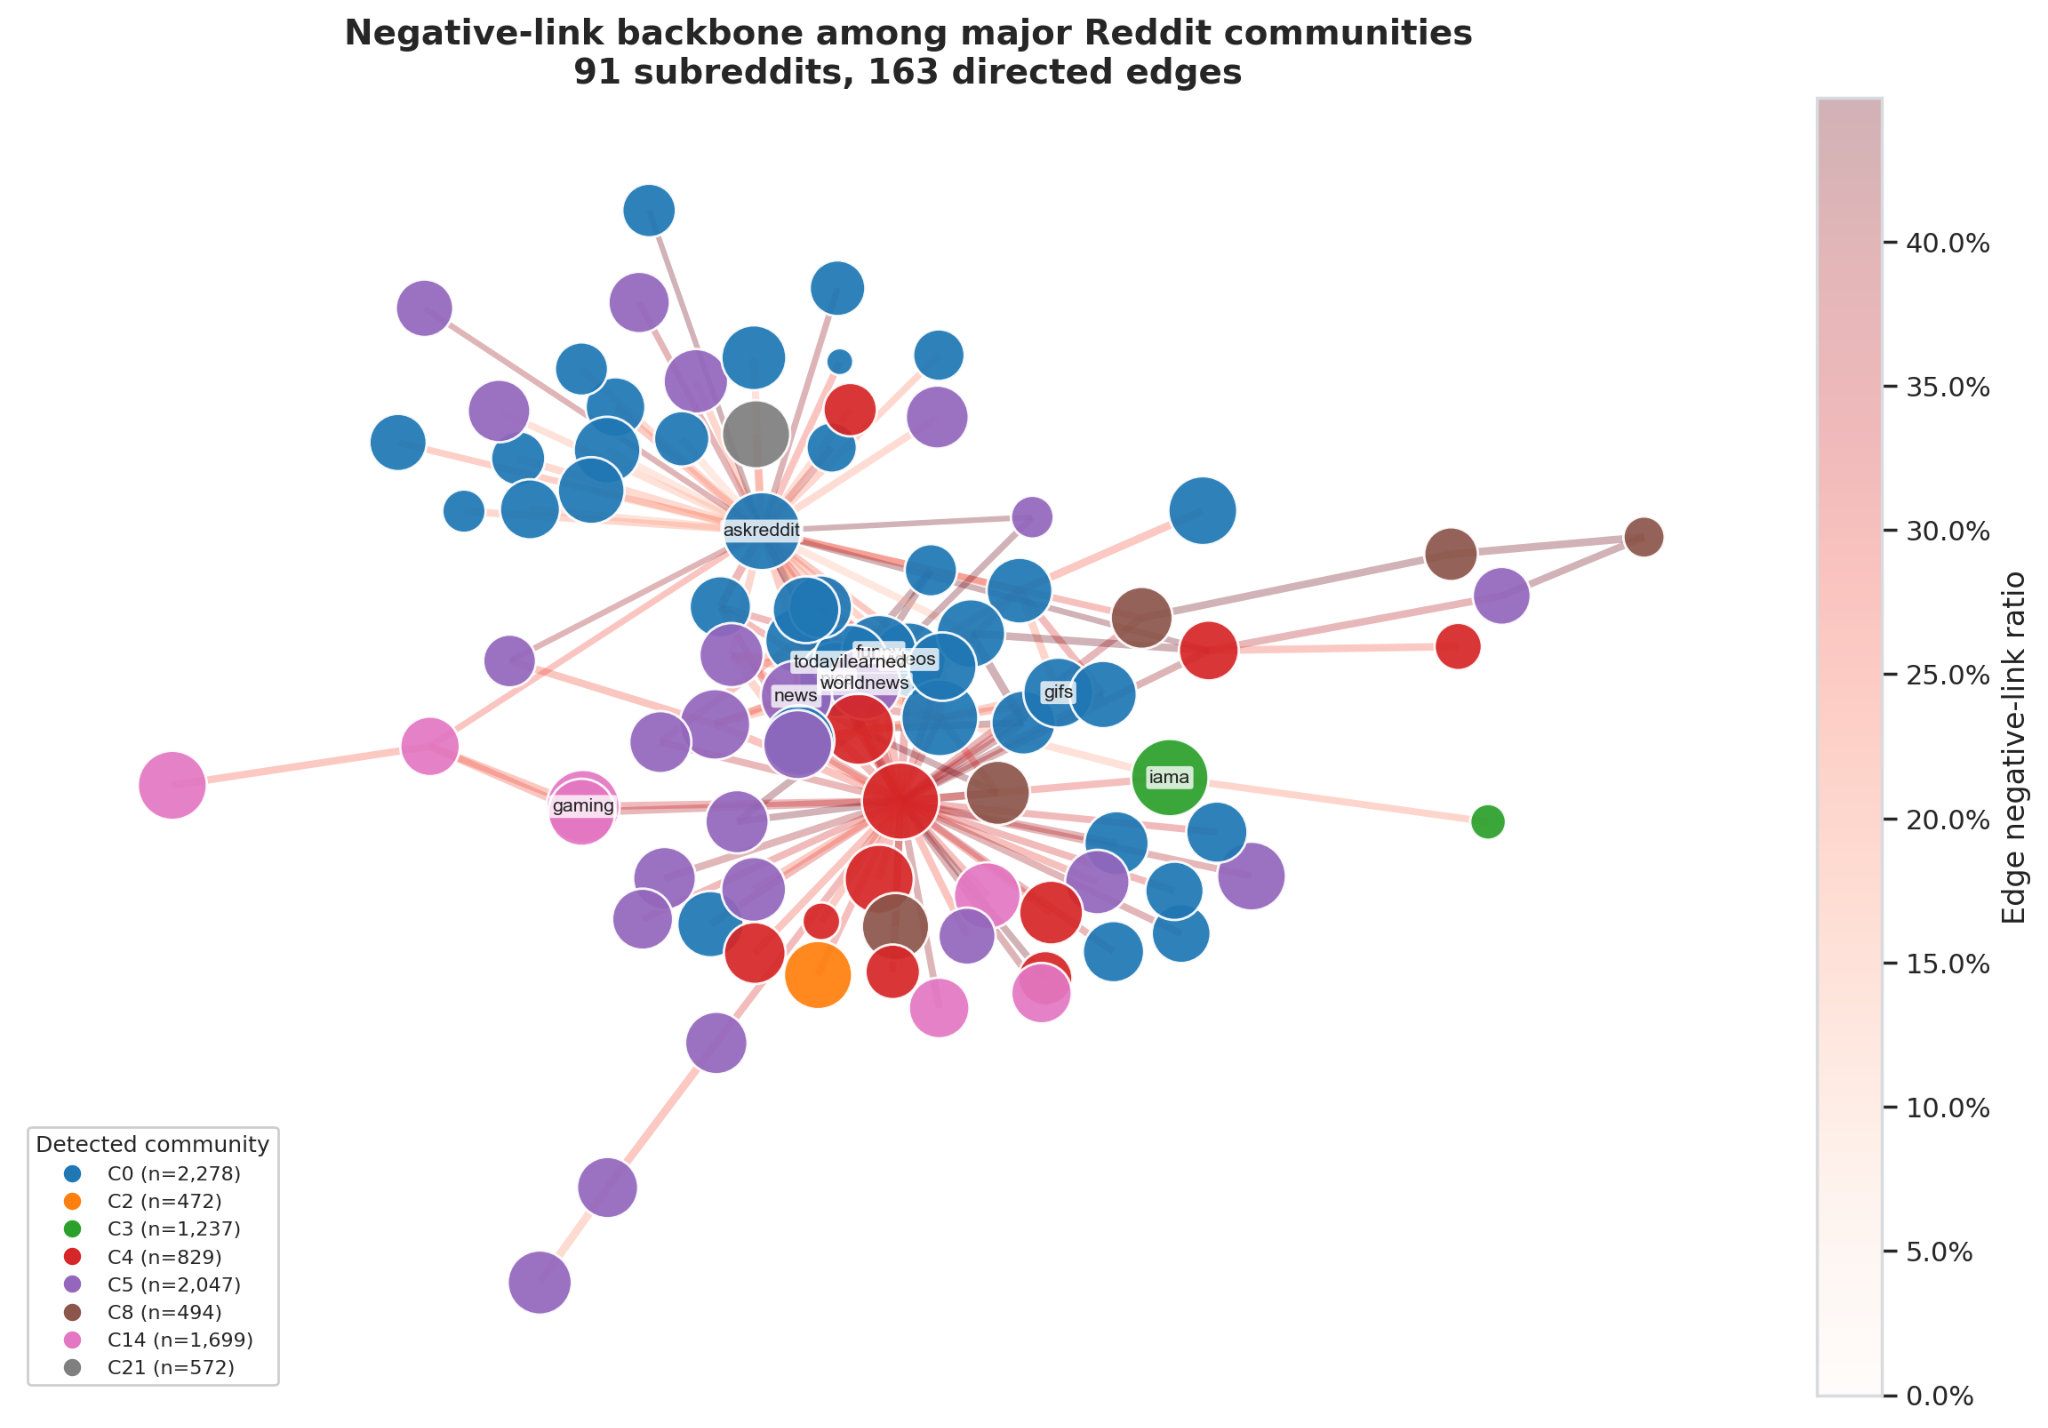 Negative-link backbone among major Reddit communities
91 subreddits, 163 directed edges
askreddit
todayilearned
worldnews
news
gifs
iama
gaming
40.0%
35.0%
30.0%
25.0%
20.0%
15.0%
10.0%
5.0%
0.0%
Edge negative-link ratio
Detected community
C0 (n=2,278)
C2 (n=472)
C3 (n=1,237)
C4 (n=829)
C5 (n=2,047)
C8 (n=494)
C14 (n=1,699)
C21 (n=572)